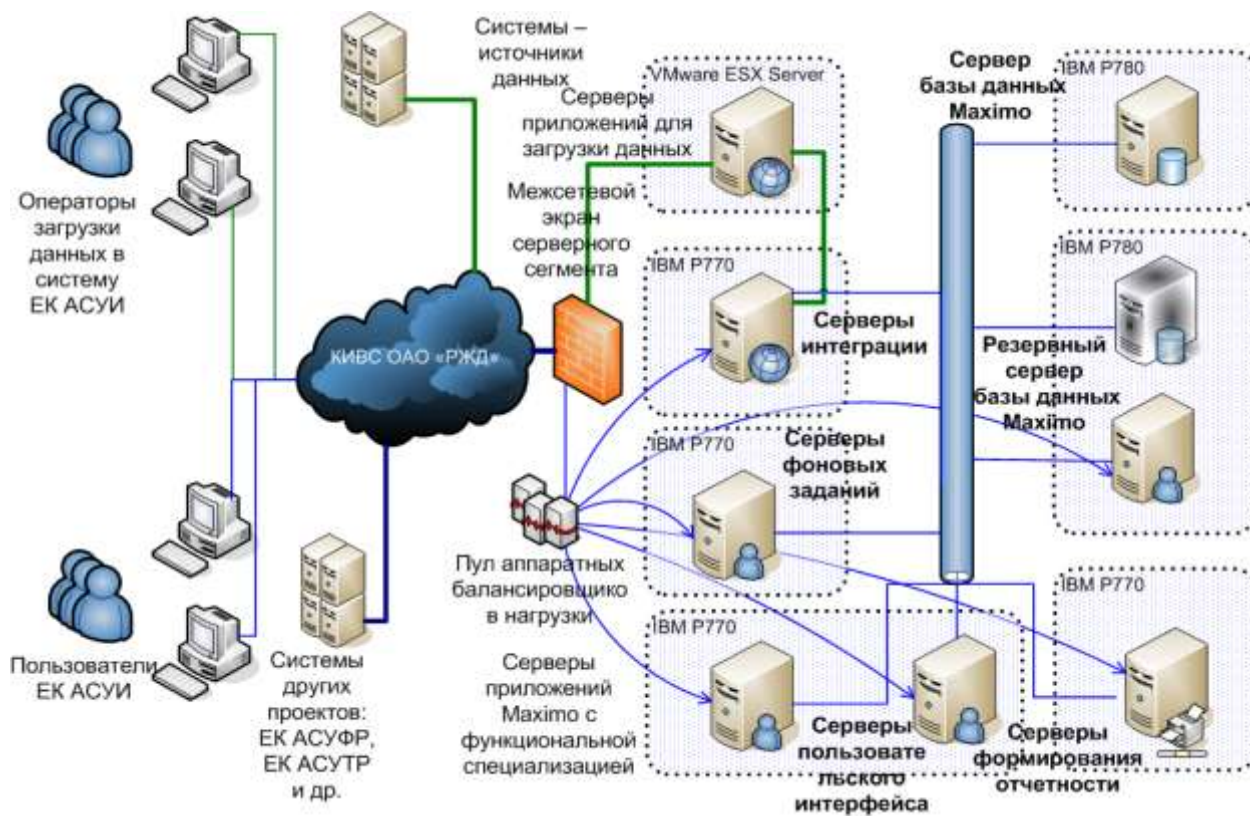 Системы –
источники
данных
VMware ESX Server
Сервер
базы данных
Maximo
IBM P780
Серверы
приложений для
загрузки данных
Операторы
загрузки
данных в
систему
ЕК АСУИ
Межсетевой
экран
серверного
сегмента
IBM P770
IBM P780
Серверы
интеграции
КИВС ОАО «РЖД»
Резервный
сервер
базы данных
Maximo
IBM P770
Серверы
фоновых
заданий
Пул аппаратных
балансировщико
в нагрузки
IBM P770
IBM P770
Пользователи
ЕК АСУИ
Системы
других
проектов:
ЕК АСУФР,
ЕК АСУТР
и др.
Серверы
приложений
Maximo с
функциональной
специализацией
Серверы
пользовате
льского
интерфейса
Серверы
формирования
отчетности